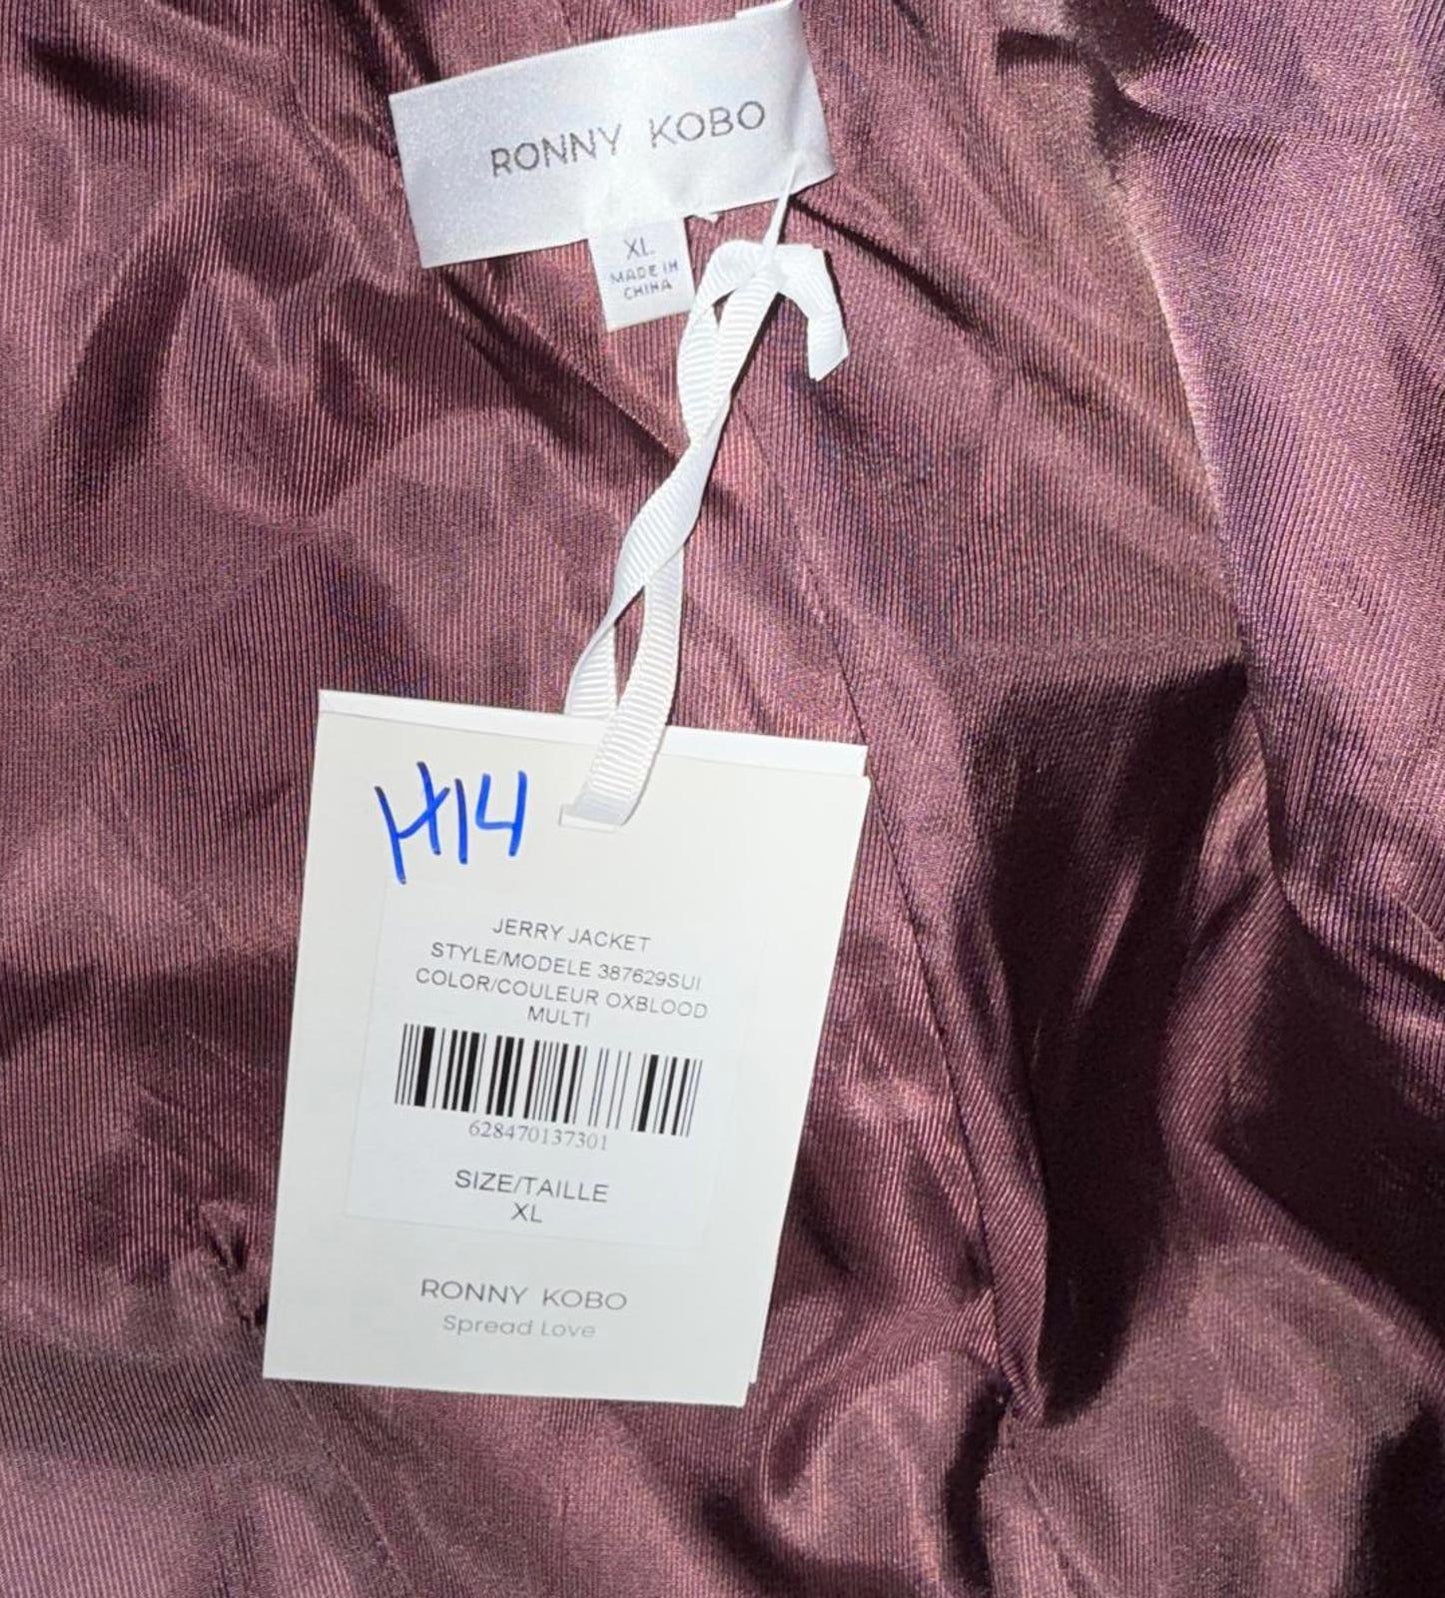 RONNY KOBO
XL
MADE IN
CHINA
H14
JERRY JACKET
STYLE/MODELE 387629SUI
COLOR/COULEUR OXBLOOD
MULTI
628470137301
SIZE/TAILLE
XL
RONNY KOBO
Spread Love